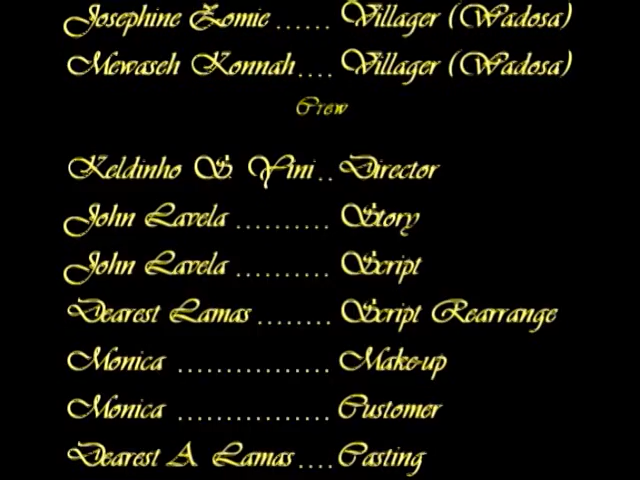 Josephine Zomie ...... Villager (Wadosa)
Mewaseh Konnah.... Villager (Wadosa)
Crew
Keldinho S. Yini .. Director
John Lavela .......... Story
John Lavela .......... Script
Dearest Lamas ........ Script Rearrange
Monica ................ Make-up
Monica ................ Customer
Dearest A. Lamas .... Casting